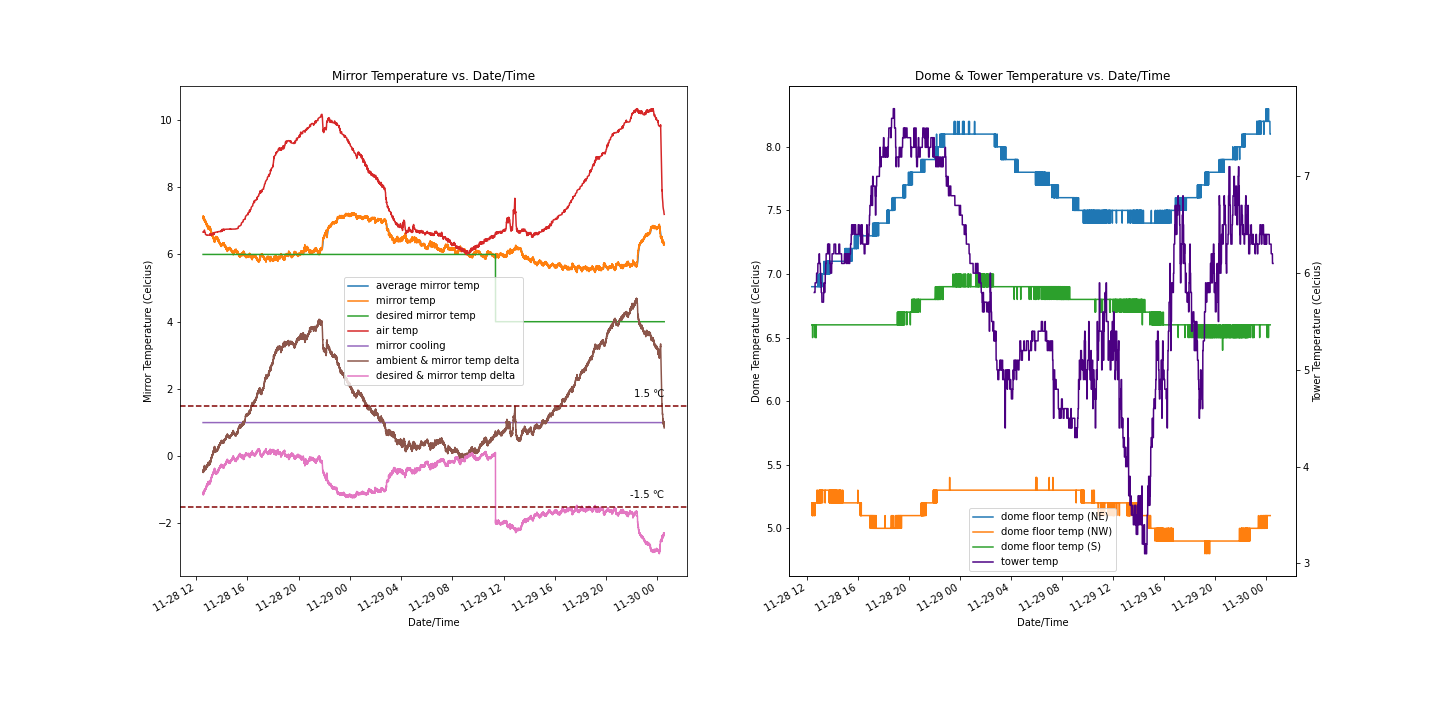 Mirror Temperature vs. Date/Time
Mirror Temperature (Celcius)
10
8
6
4
2
0
−2
average mirror temp
mirror temp
desired mirror temp
air temp
mirror cooling
ambient & mirror temp delta
desired & mirror temp delta
1.5 °C
-1.5 °C
11-28 12
11-28 16
11-28 20
11-29 00
11-29 04
11-29 08
11-29 12
11-29 16
11-29 20
11-30 00
Date/Time
Dome & Tower Temperature vs. Date/Time
Dome Temperature (Celcius)
8.0
7.5
7.0
6.5
6.0
5.5
5.0
dome floor temp (NE)
dome floor temp (NW)
dome floor temp (S)
tower temp
7
6
5
4
3
Tower Temperature (Celcius)
11-28 12
11-28 16
11-28 20
11-29 00
11-29 04
11-29 08
11-29 12
11-29 16
11-29 20
11-30 00
Date/Time